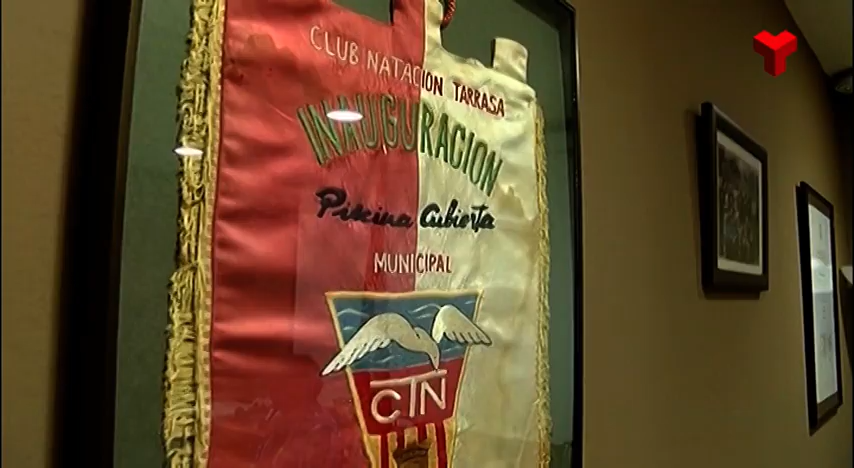 CLUB NATACION TARRASA
INAUGURACION
Piscina Cubierta
MUNICIPAL
CTN